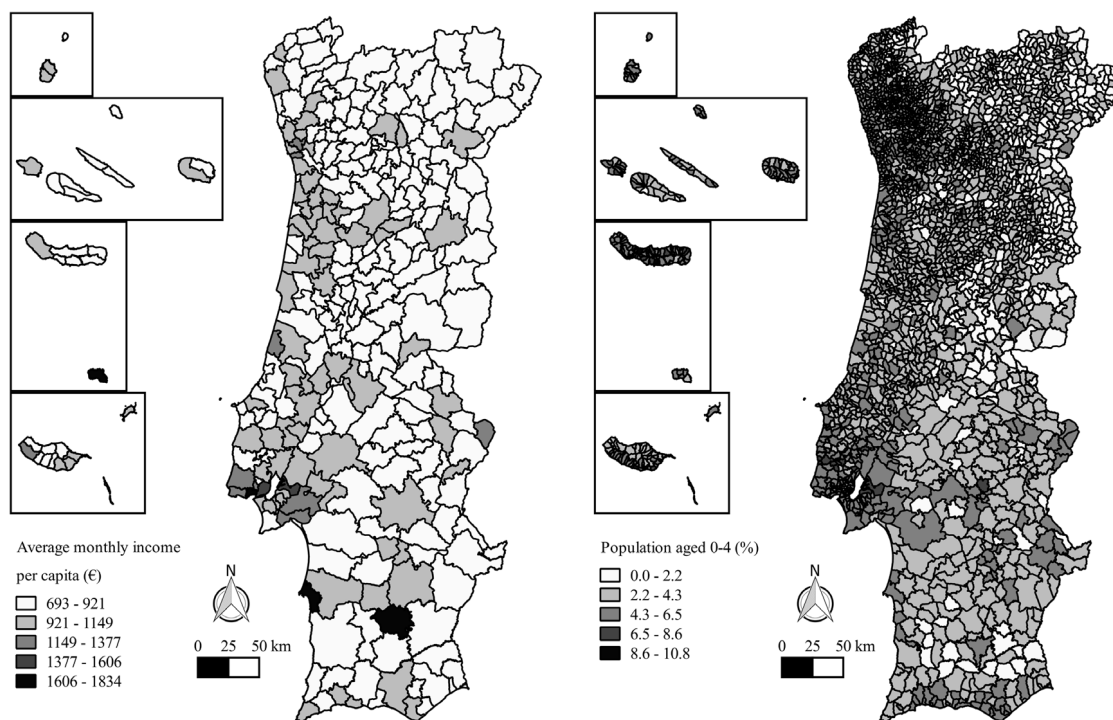 Average monthly income
per capita (€)
693 - 921
921 - 1149
1149 - 1377
1377 - 1606
1606 - 1834
N
0 25 50 km
Population aged 0-4 (%)
0.0 - 2.2
2.2 - 4.3
4.3 - 6.5
6.5 - 8.6
8.6 - 10.8
N
0 25 50 km